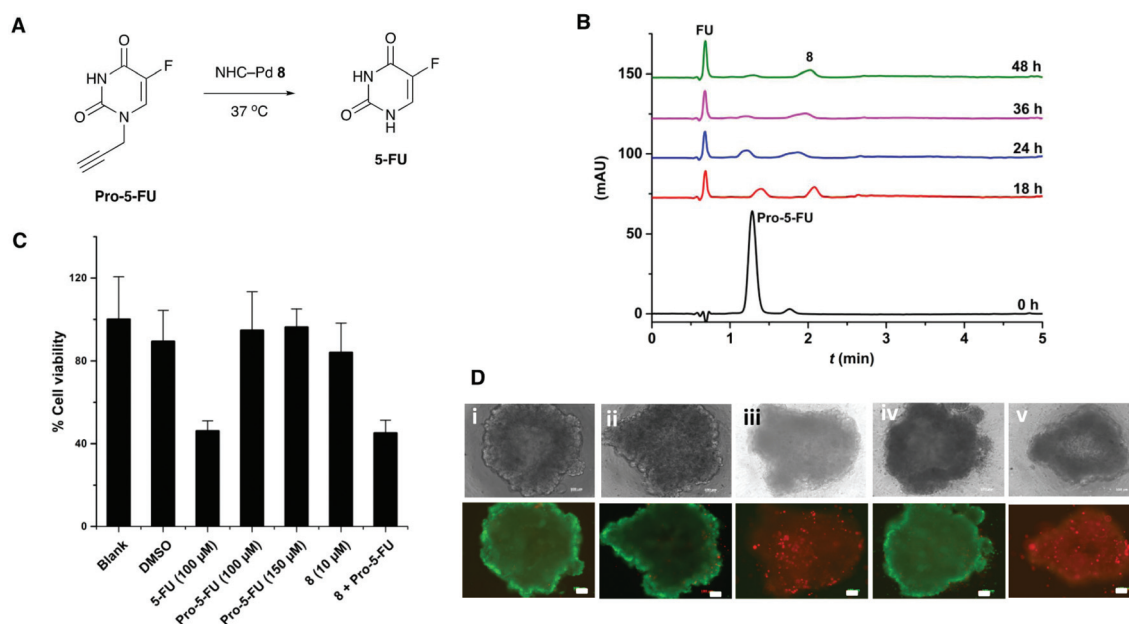 A
O
F
HN
O
N
Pro-5-FU
NHC–Pd 8
37 °C
O
F
HN
O
N
H
5-FU
B
FU
8
48 h
36 h
24 h
18 h
Pro-5-FU
0 h
150
100
50
0
(mAU)
0 1 2 3 4 5
t (min)
C
120
80
40
0
% Cell viability
Blank
DMSO
5-FU (100 µM)
Pro-5-FU (100 µM)
Pro-5-FU (150 µM)
8 (10 µM)
8 + Pro-5-FU
D
i ii iii iv v